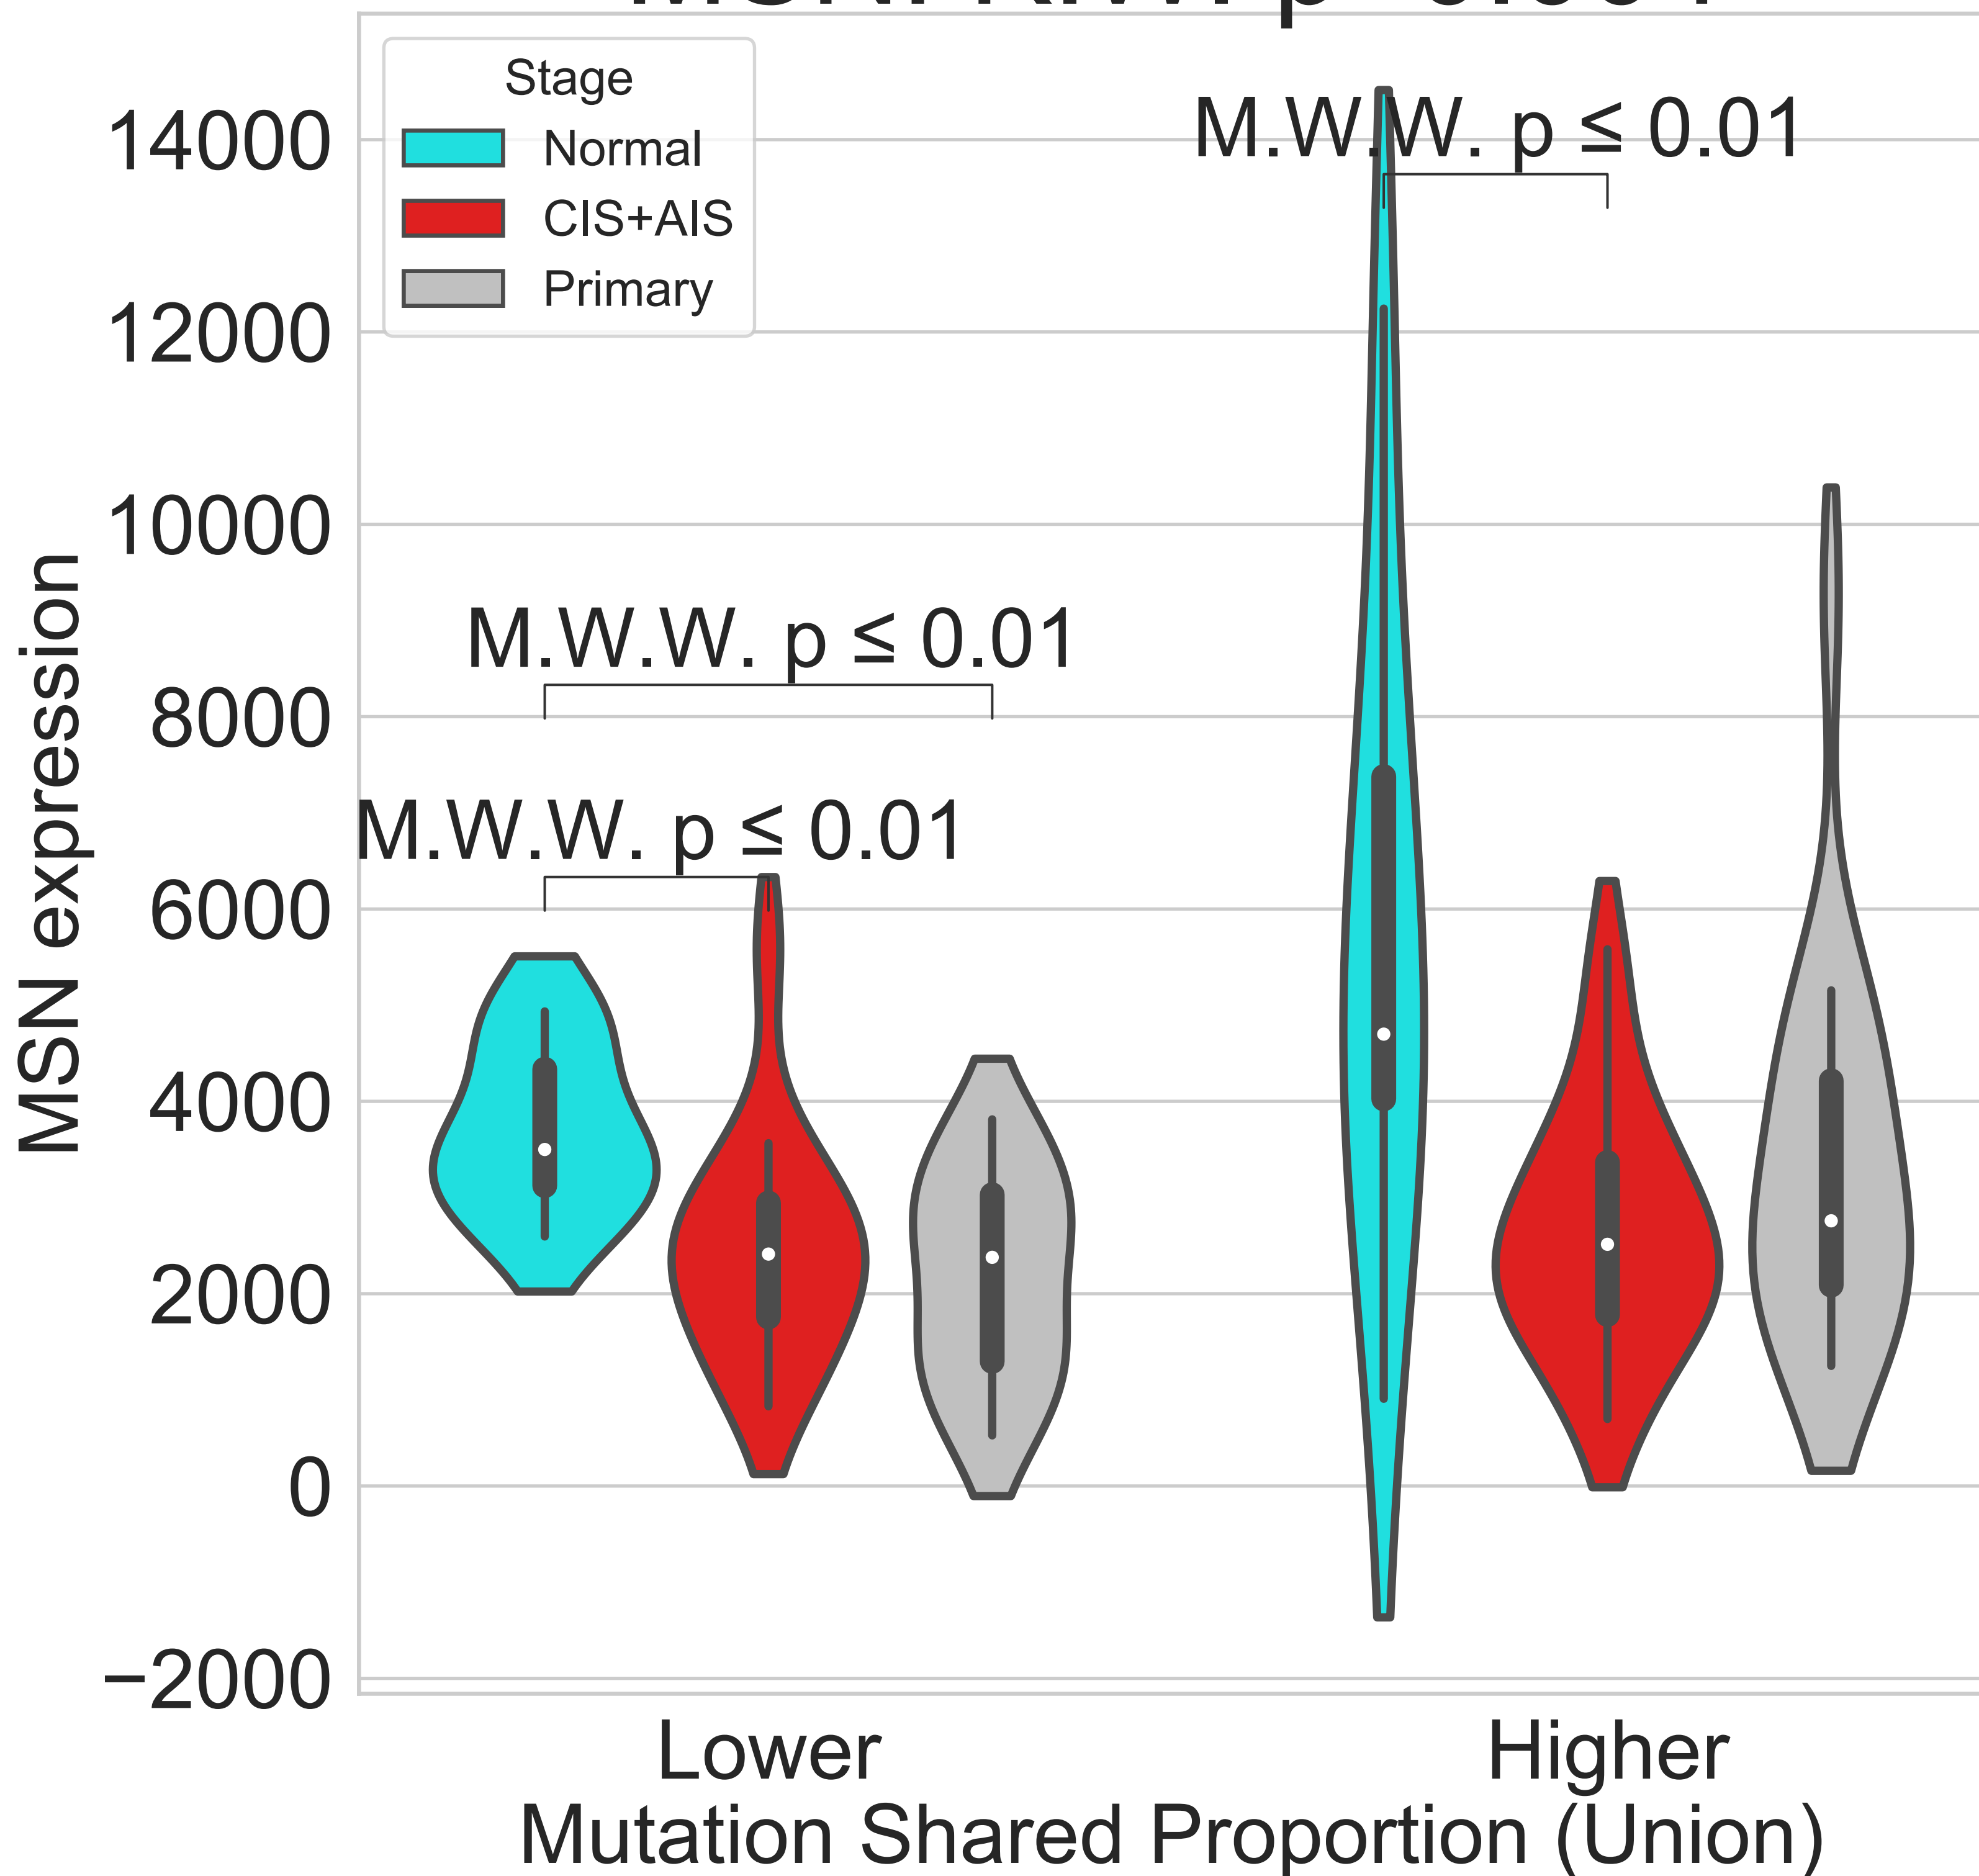 Stage
Normal
CIS+AIS
Primary
M.W.W. p ≤ 0.01
M.W.W. p ≤ 0.01
M.W.W. p ≤ 0.01
14000
12000
10000
8000
6000
4000
2000
0
−2000
MSN expression
Lower
Higher
Mutation Shared Proportion (Union)